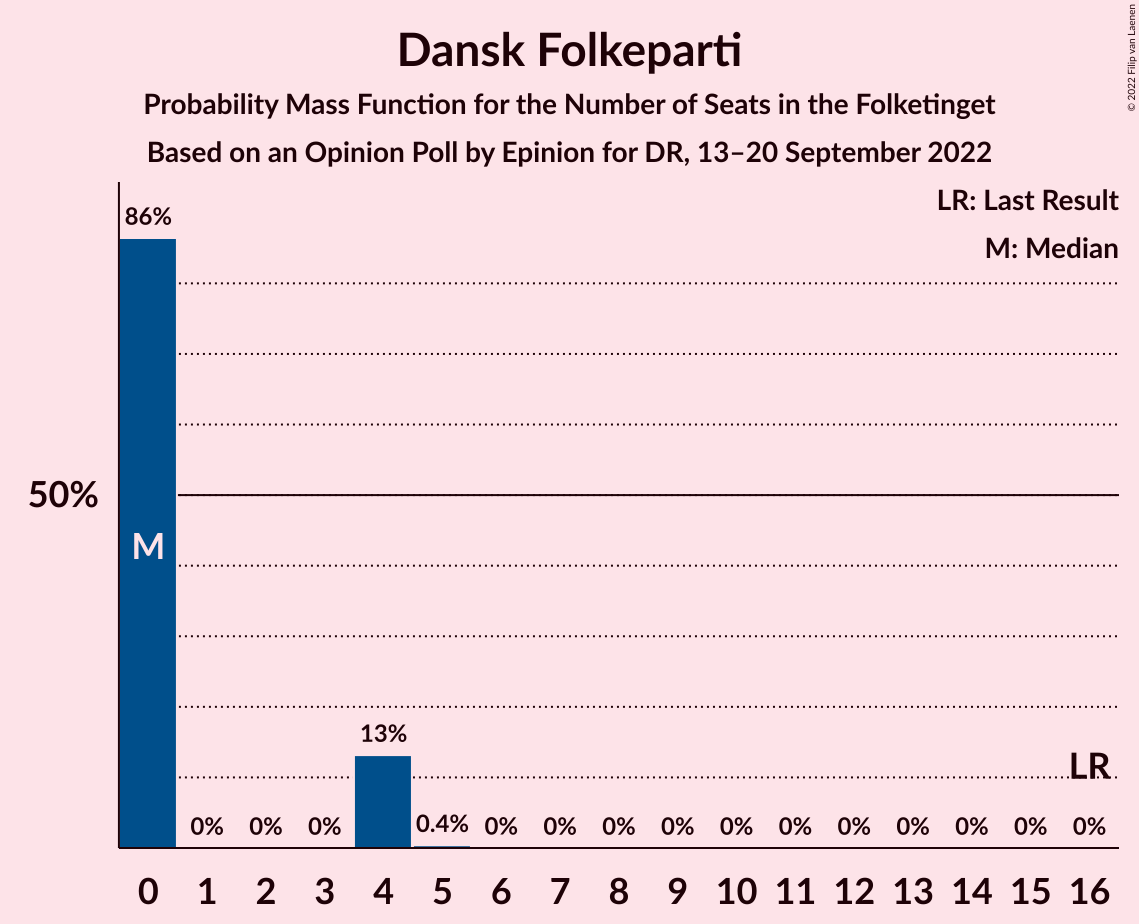 Dansk Folkeparti
Probability Mass Function for the Number of Seats in the Folketinget
Based on an Opinion Poll by Epinion for DR, 13–20 September 2022
© 2022 Filip van Laenen
LR: Last Result
M: Median
86%
50%
M
13%
LR
0% 0% 0% 0.4% 0% 0% 0% 0% 0% 0% 0% 0% 0% 0% 0%
0 1 2 3 4 5 6 7 8 9 10 11 12 13 14 15 16